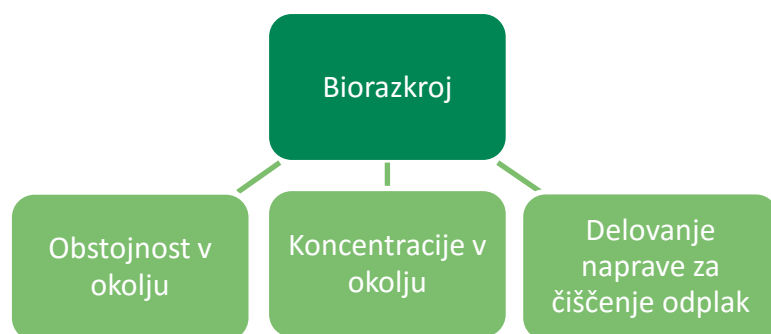 Biorazkroj
Obstojnost v
okolju
Koncentracije v
okolju
Delovanje
naprave za
čiščenje odplak